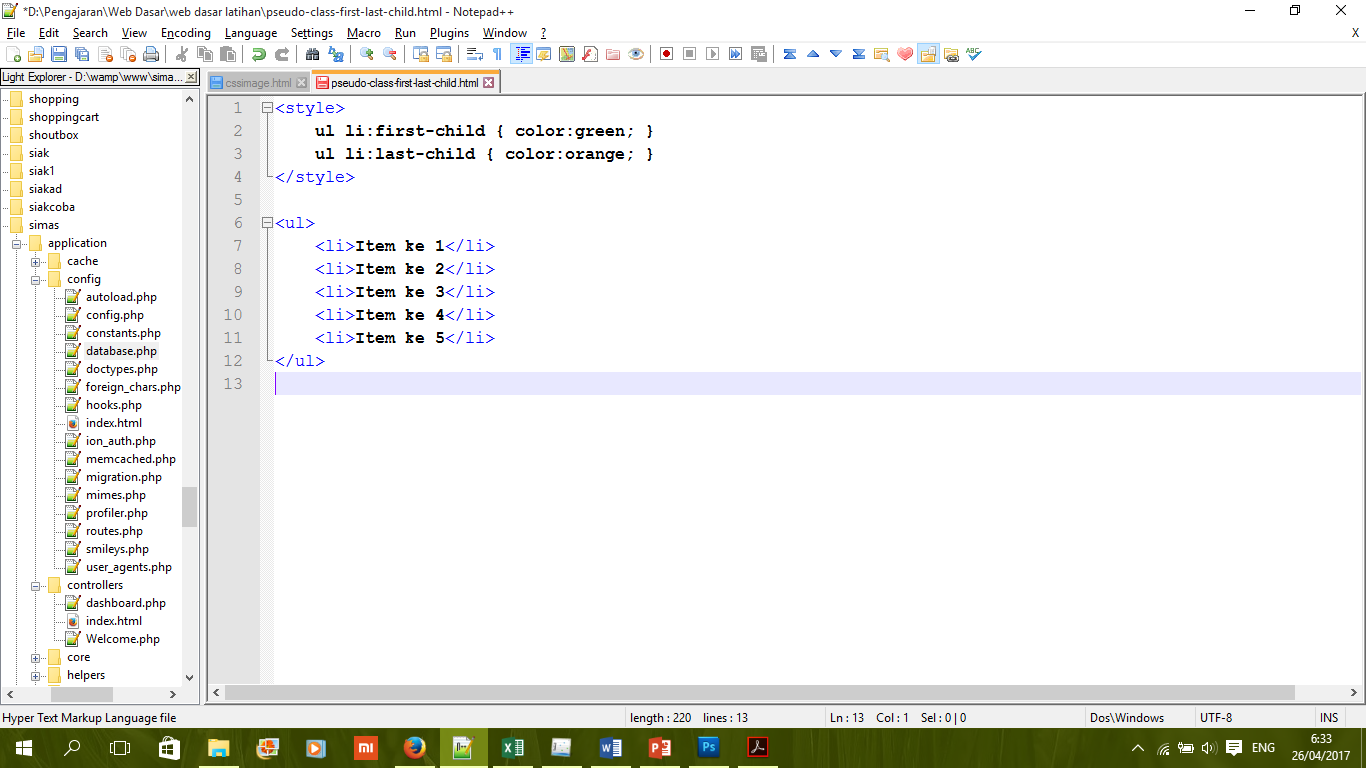 *D:\Pengajaran\Web Dasar\web dasar latihan\pseudo-class-first-last-child.html - Notepad++
File Edit Search View Encoding Language Settings Macro Run Plugins Window ? X
Light Explorer - D:\wamp\www\sima...
cssimage.html pseudo-class-first-last-child.html
shopping
shoppingcart
shoutbox
siak
siak1
siakad
siakcoba
simas
application
cache
config
autoload.php
config.php
constants.php
database.php
doctypes.php
foreign_chars.php
hooks.php
index.html
ion_auth.php
memcached.php
migration.php
mimes.php
profiler.php
routes.php
smileys.php
user_agents.php
controllers
dashboard.php
index.html
Welcome.php
core
helpers
1 <style>
2 ul li:first-child { color:green; }
3 ul li:last-child { color:orange; }
4 </style>
5
6 <ul>
7 <li>Item ke 1</li>
8 <li>Item ke 2</li>
9 <li>Item ke 3</li>
10 <li>Item ke 4</li>
11 <li>Item ke 5</li>
12 </ul>
13
Hyper Text Markup Language file length : 220 lines : 13 Ln : 13 Col : 1 Sel : 0 | 0 Dos\Windows UTF-8 INS
ENG
6:33
26/04/2017